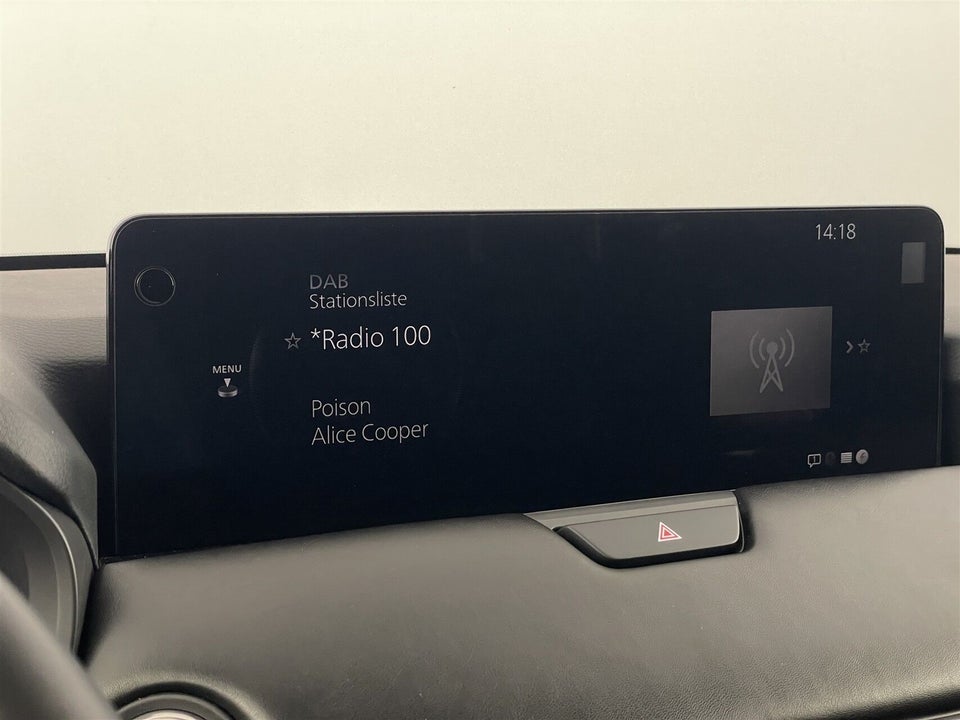 14:18
DAB
Stationsliste
*Radio 100
MENU
Poison
Alice Cooper